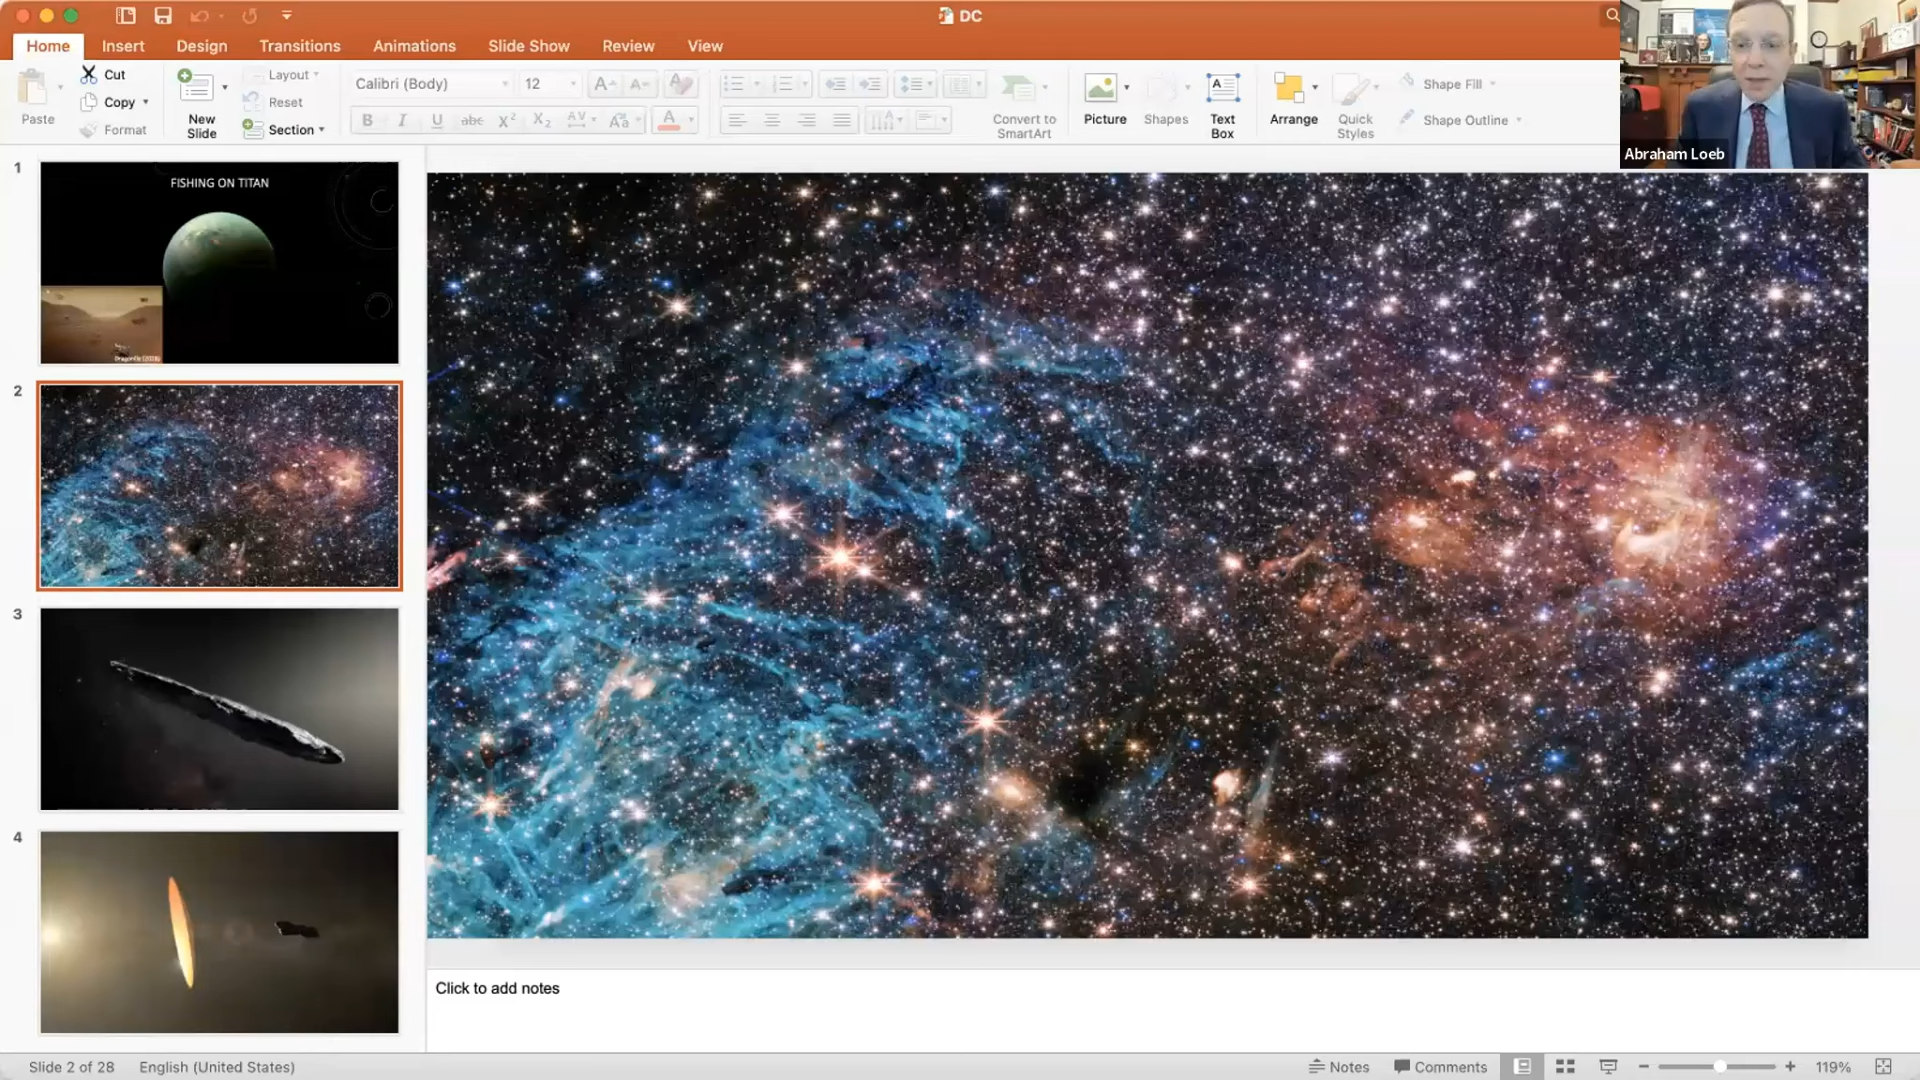 DC
Home Insert Design Transitions Animations Slide Show Review View
Paste
Cut
Copy
Format
New
Slide
Layout
Reset
Section
Calibri (Body) 12
Convert to
SmartArt
Picture
Shapes
Text
Box
Arrange
Quick
Styles
Shape Fill
Shape Outline
Abraham Loeb
1
FISHING ON TITAN
2
3
4
Click to add notes
Slide 2 of 28 English (United States) Notes Comments 119%